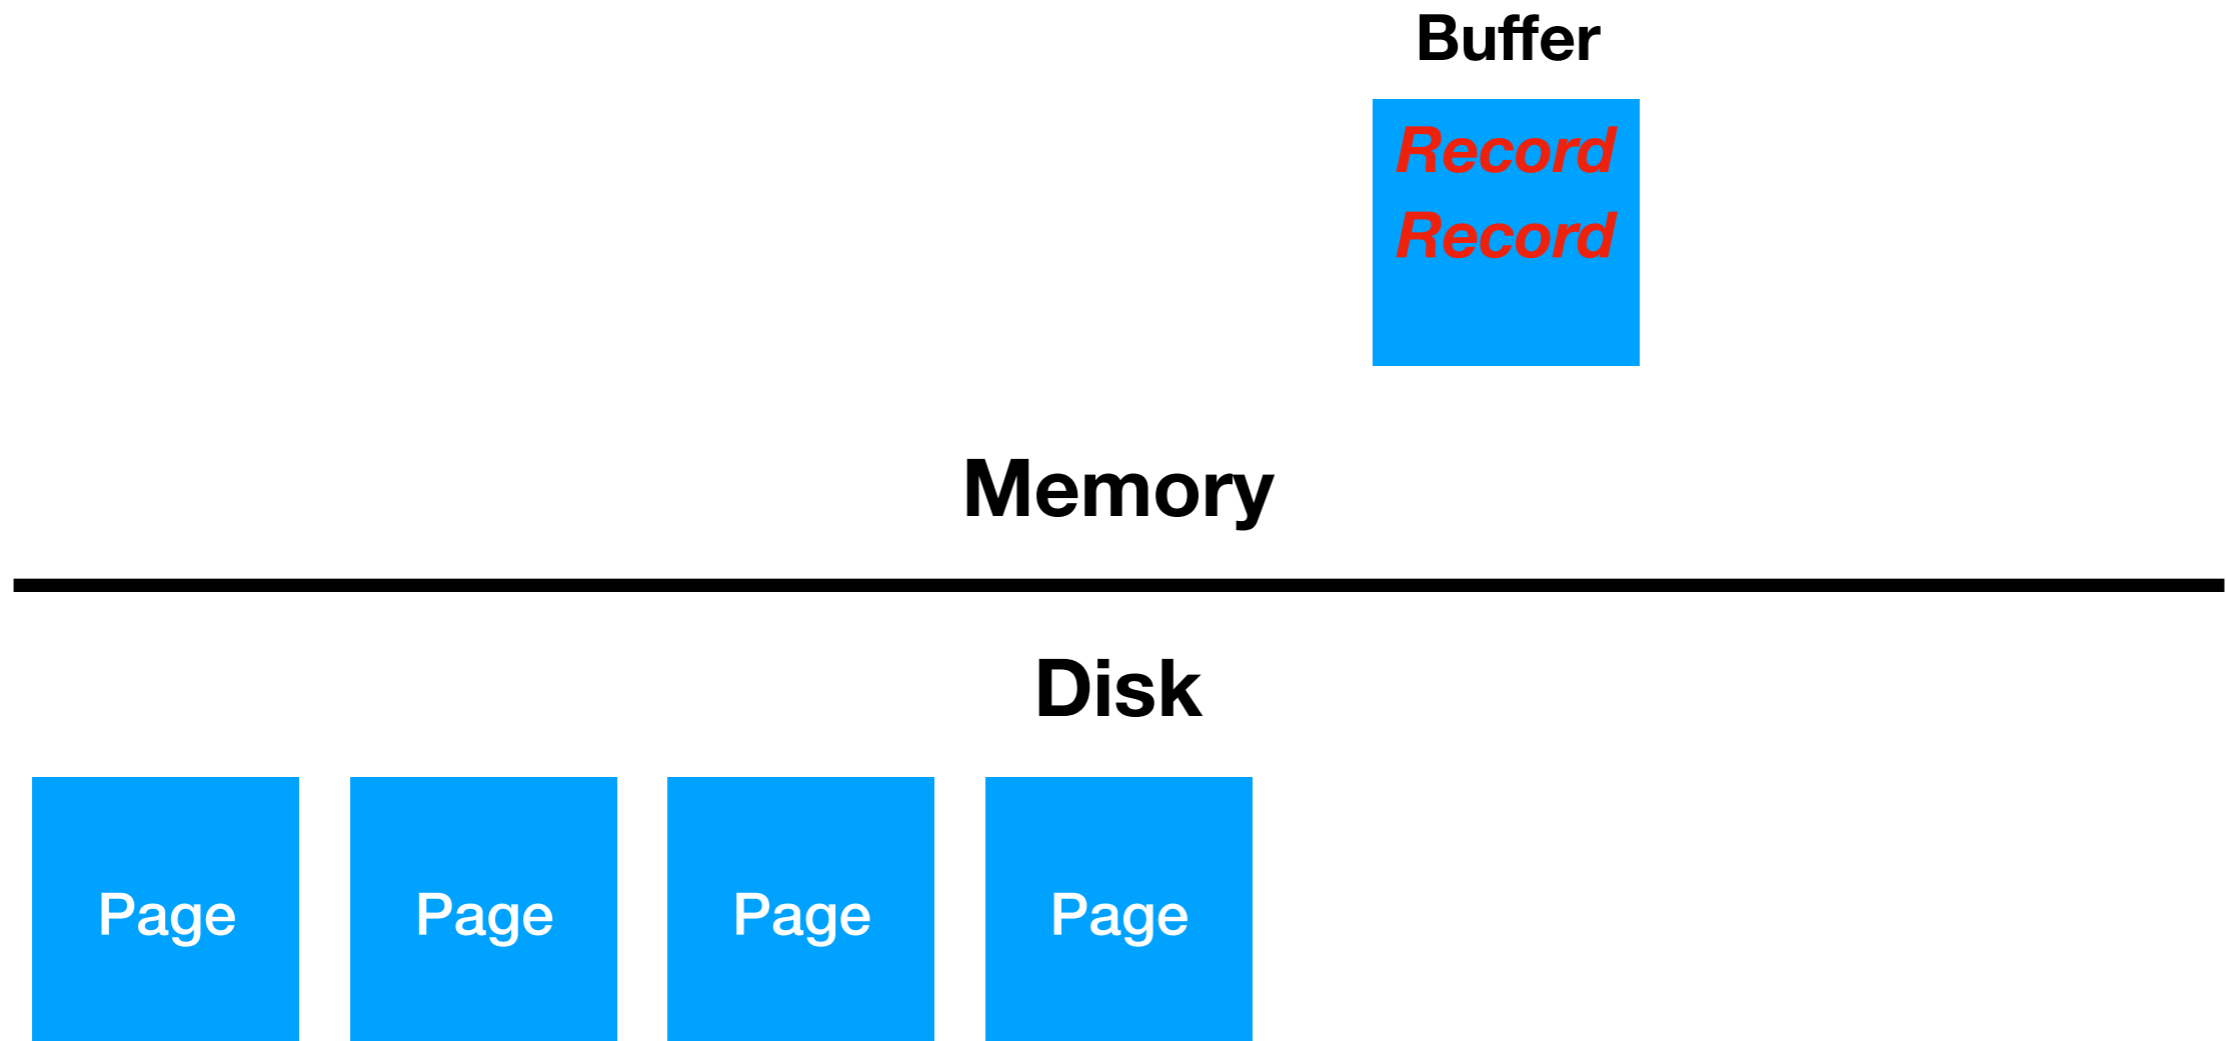 Buffer
Record
Record
Memory
Disk
Page Page Page Page